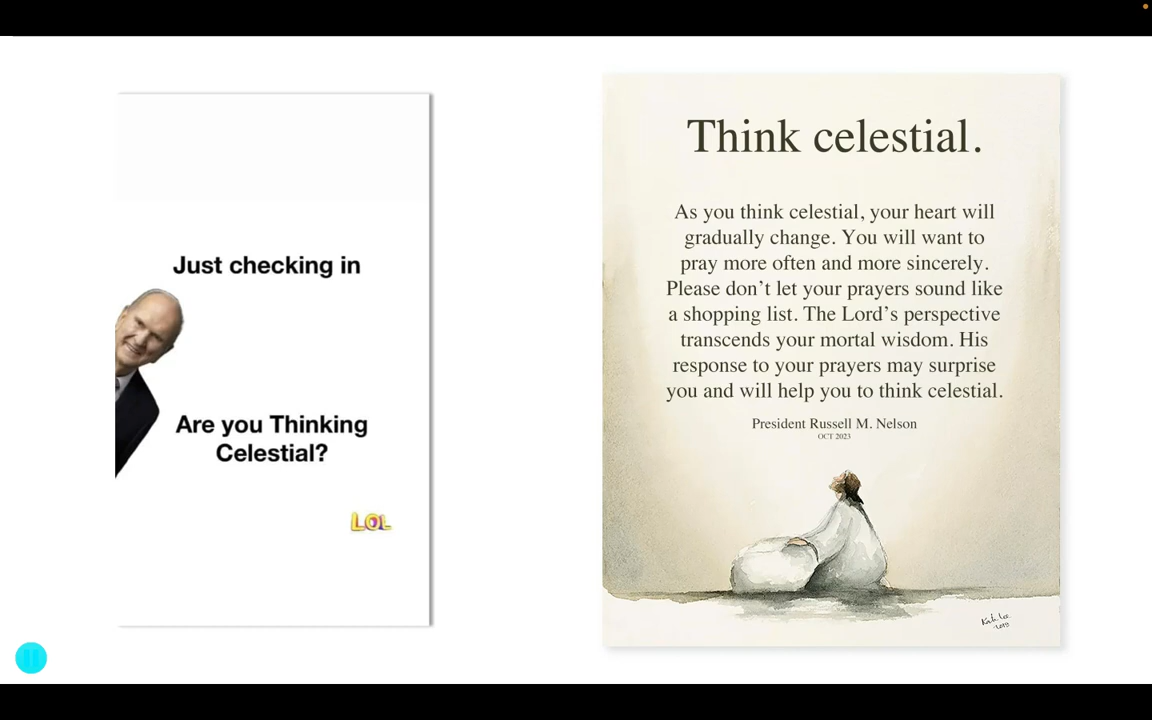 Just checking in
Are you Thinking
Celestial?
LOL
Think celestial.
As you think celestial, your heart will
gradually change. You will want to
pray more often and more sincerely.
Please don’t let your prayers sound like
a shopping list. The Lord’s perspective
transcends your mortal wisdom. His
response to your prayers may surprise
you and will help you to think celestial.
President Russell M. Nelson
OCT 2023